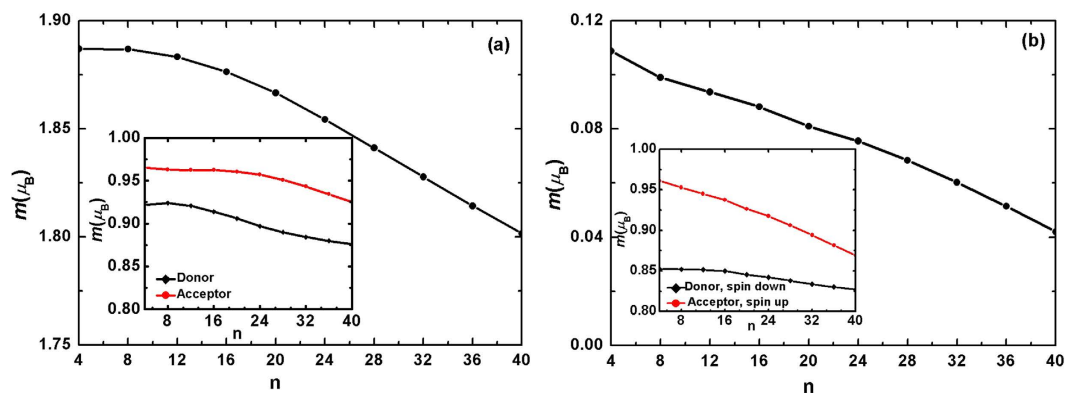 1.90
(a)
1.85
1.80
1.75
m(μB)
4 8 12 16 20 24 28 32 36 40
n
1.00
0.95
0.90
0.85
0.80
m(μB)
Donor
Acceptor
8 16 24 32 40
n
0.12
(b)
0.08
0.04
0.00
m(μB)
4 8 12 16 20 24 28 32 36 40
n
1.00
0.95
0.90
0.85
0.80
m(μB)
Donor, spin down
Acceptor, spin up
8 16 24 32 40
n